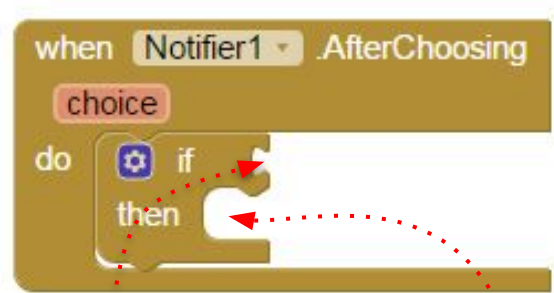 when Notifier1 .AfterChoosing
choice
do if
then